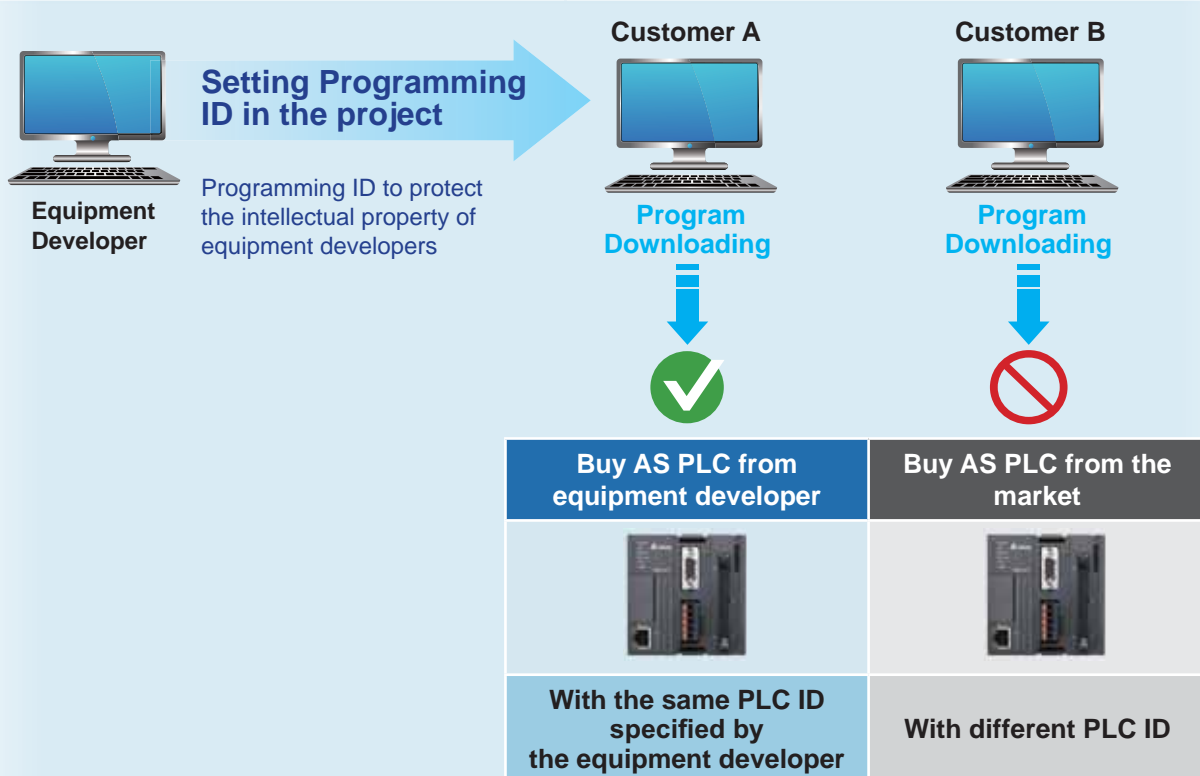 Customer A
Customer B
Setting Programming
ID in the project
Programming ID to protect
the intellectual property of
equipment developers
Equipment
Developer
Program
Downloading
Program
Downloading
Buy AS PLC from
equipment developer
Buy AS PLC from the
market
With the same PLC ID
specified by
the equipment developer
With different PLC ID